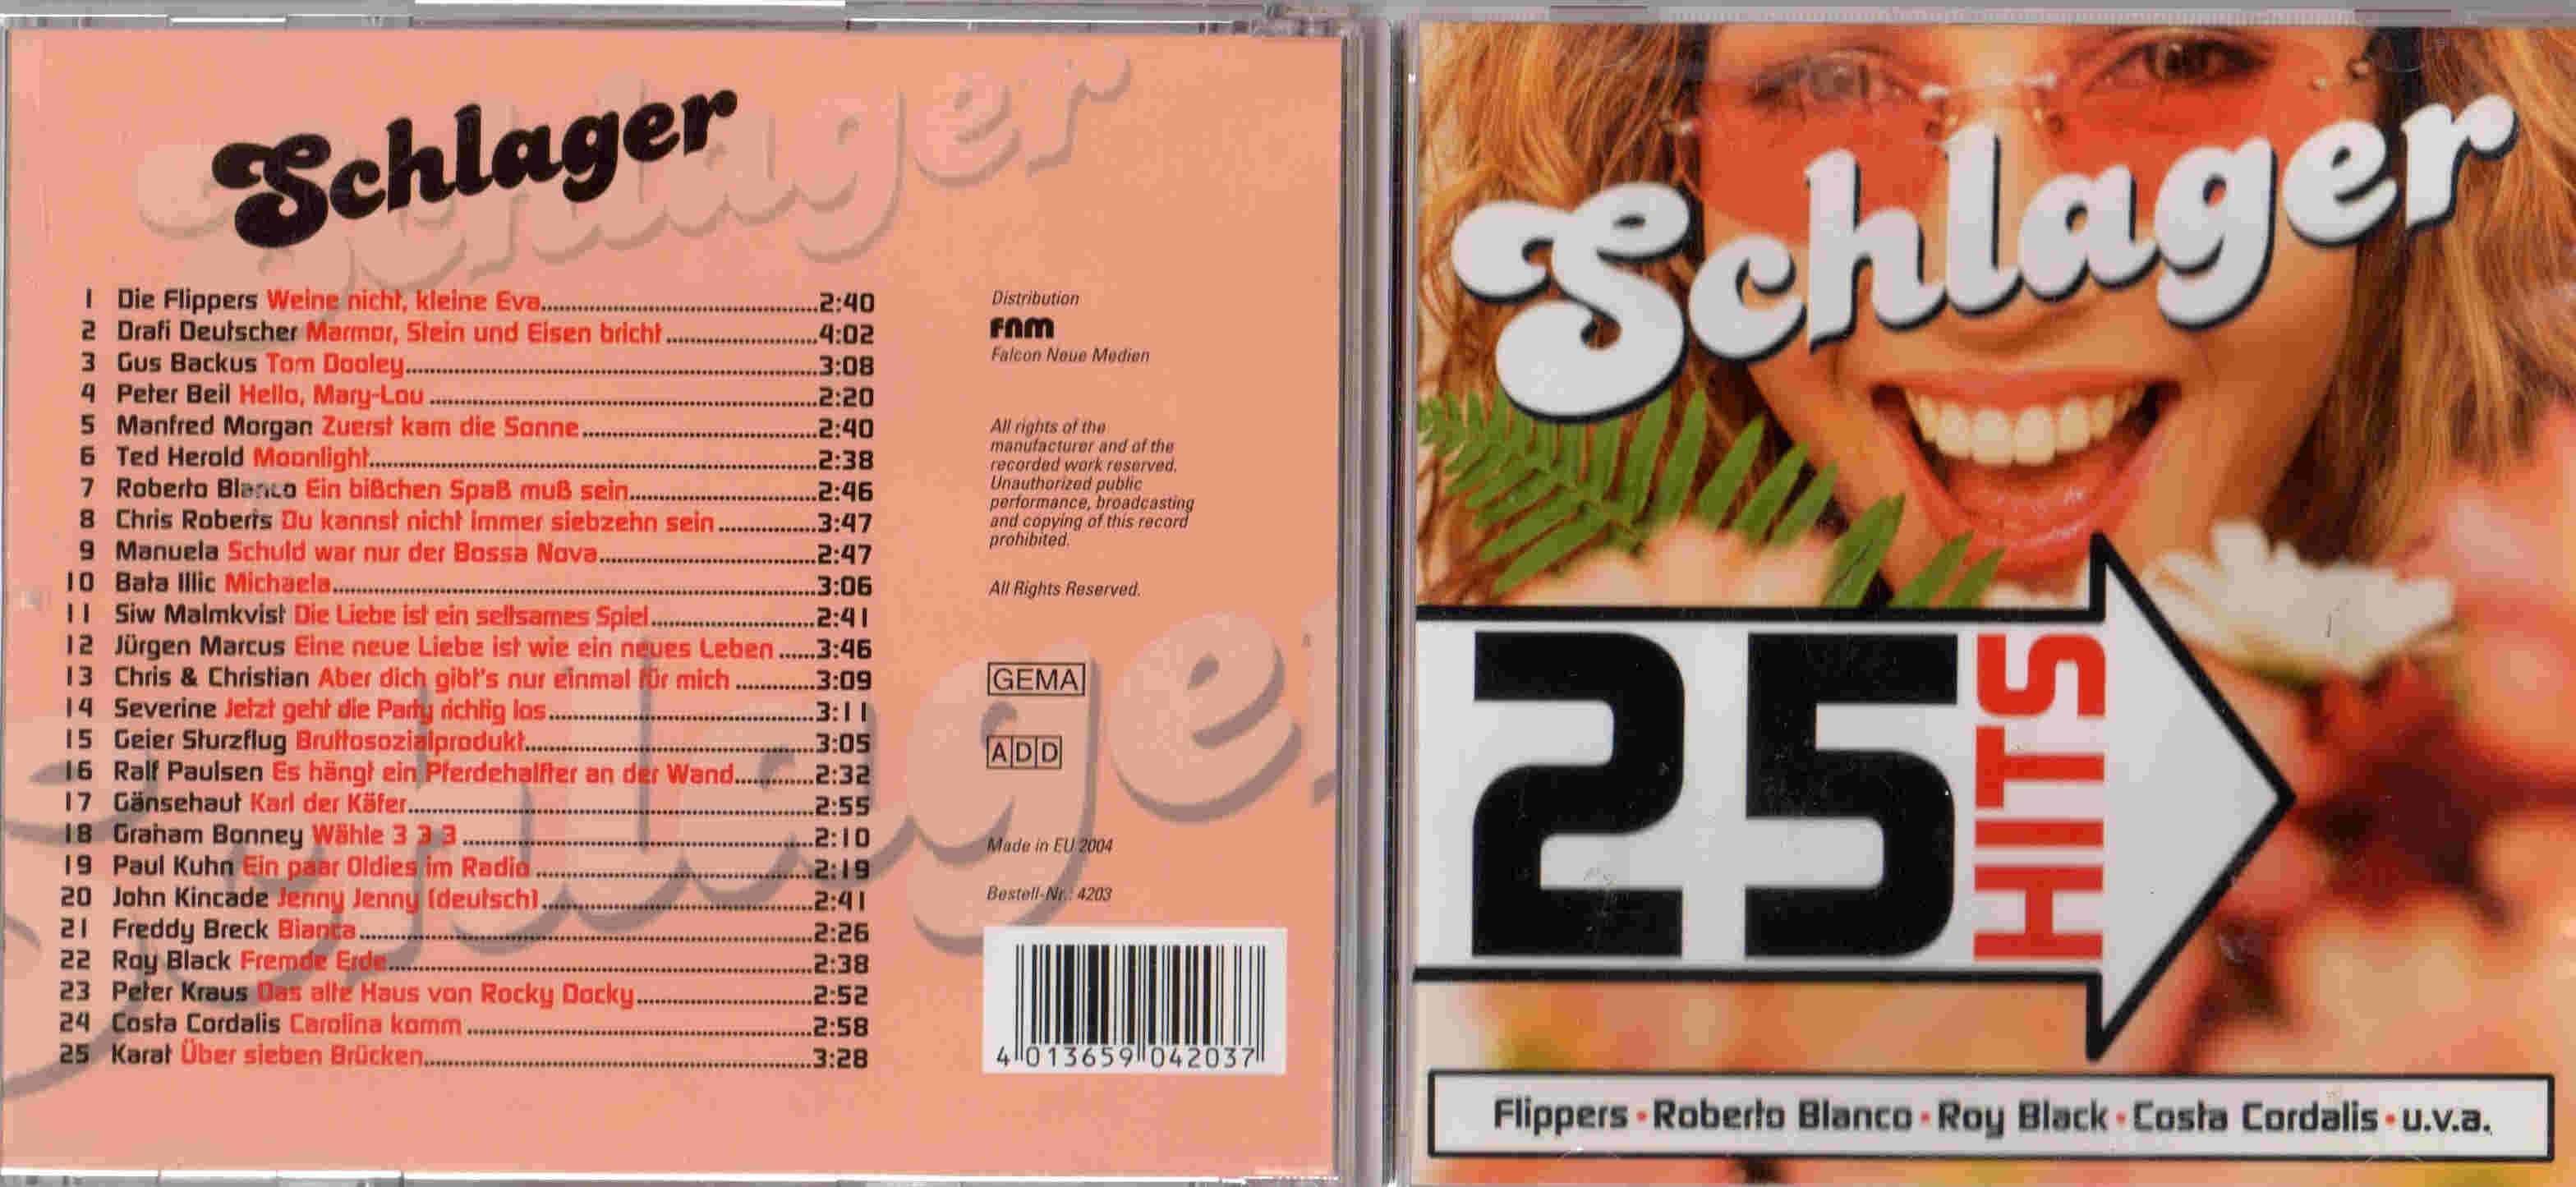 Schlager
1 Die Flippers Weine nicht, kleine Eva 2:40
2 Drafi Deutscher Marmor, Stein und Eisen bricht 4:02
3 Gus Backus Tom Dooley 3:08
4 Peter Beil Hello, Mary-Lou 2:20
5 Manfred Morgan Zuerst kam die Sonne 2:40
6 Ted Herold Moonlight 2:38
7 Roberto Blanco Ein bißchen Spaß muß sein 2:46
8 Chris Roberts Du kannst nicht immer siebzehn sein 3:47
9 Manuela Schuld war nur der Bossa Nova 2:47
10 Bata Illic Michaela 3:06
11 Siw Malmkvist Die Liebe ist ein seltsames Spiel 2:41
12 Jürgen Marcus Eine neue Liebe ist wie ein neues Leben 3:46
13 Chris & Christian Aber dich gibt's nur einmal für mich 3:09
14 Severine Jetzt geht die Party richtig los 3:11
15 Geier Sturzflug Bruttosozialprodukt 3:05
16 Ralf Paulsen Es hängt ein Pferdehalfter an der Wand 2:32
17 Gänsehaut Karl der Käfer 2:55
18 Graham Bonney Wähle 3 3 3 2:10
19 Paul Kuhn Ein paar Oldies im Radio 2:19
20 John Kincade Jenny Jenny (deutsch) 2:41
21 Freddy Breck Bianca 2:26
22 Roy Black Fremde Erde 2:38
23 Peter Kraus Das alte Haus von Rocky Docky 2:52
24 Costa Cordalis Carolina komm 2:58
25 Karat Über sieben Brücken 3:28
Distribution
FNM
Falcon Neue Medien
All rights of the
manufacturer and of the
recorded work reserved.
Unauthorized public
performance, broadcasting
and copying of this record
prohibited.
All Rights Reserved.
GEMA
ADD
Made in EU 2004
Bestell-Nr.: 4203
4 013659 042037
Schlager
25 HITS
Flippers • Roberto Blanco • Roy Black • Costa Cordalis • u.v.a.